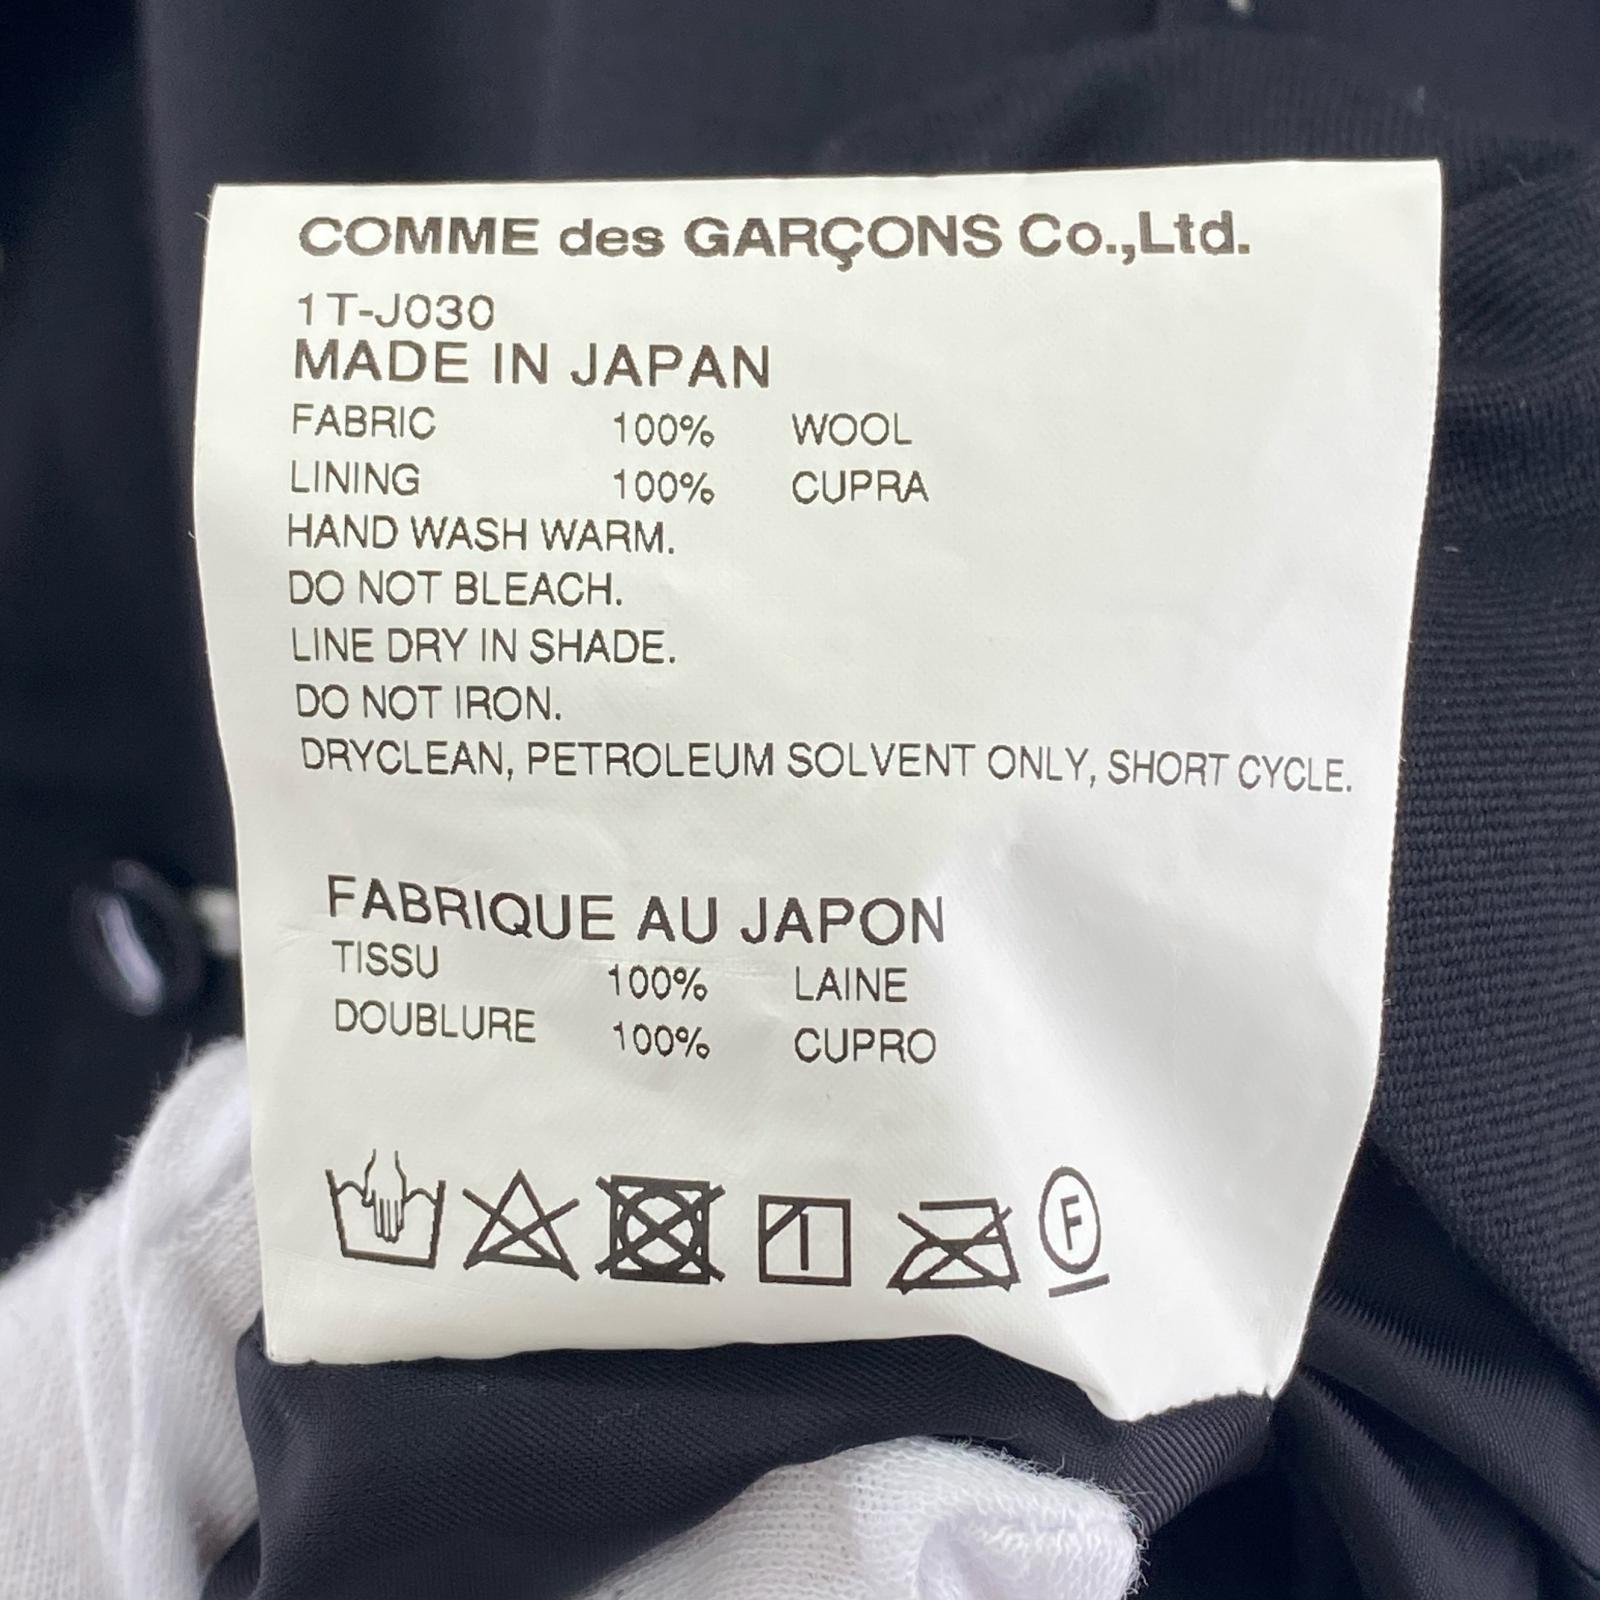 COMME des GARÇONS Co.,Ltd.
1T-J030
MADE IN JAPAN
FABRIC 100% WOOL
LINING 100% CUPRA
HAND WASH WARM.
DO NOT BLEACH.
LINE DRY IN SHADE.
DO NOT IRON.
DRYCLEAN, PETROLEUM SOLVENT ONLY, SHORT CYCLE.
FABRIQUE AU JAPON
TISSU 100% LAINE
DOUBLURE 100% CUPRO
F